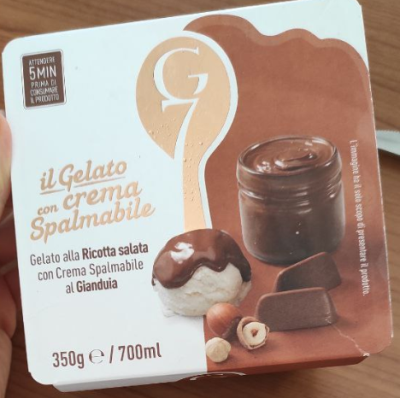 ATTENDERE
5 MIN
PRIMA DI
CONSUMARE
IL PRODOTTO
G
7
il Gelato
con crema
Spalmabile
Gelato alla Ricotta salata
con Crema Spalmabile
al Gianduia
350g e / 700ml
L'immagine ha il solo scopo di presentare il prodotto.